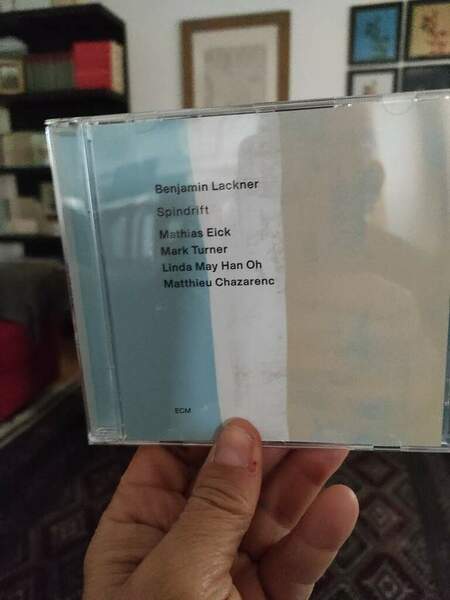 Benjamin Lackner
Spindrift
Mathias Eick
Mark Turner
Linda May Han Oh
Matthieu Chazarenc
ECM